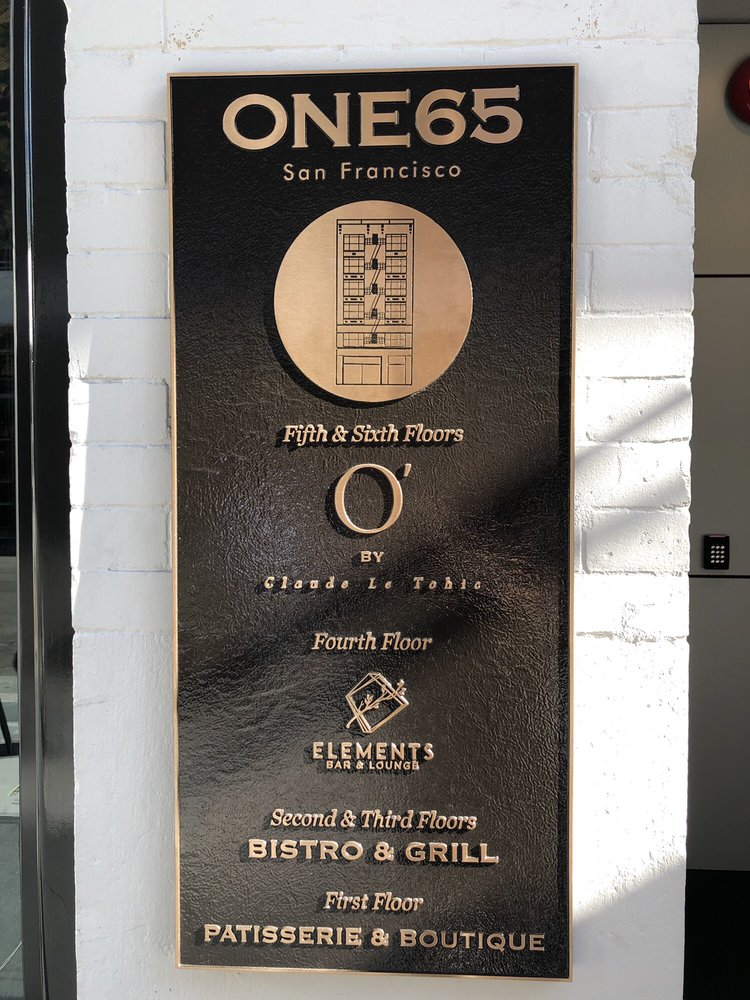 ONE65
San Francisco
Fifth & Sixth Floors
O'
BY
Claude Le Tohic
Fourth Floor
ELEMENTS
BAR & LOUNGE
Second & Third Floors
BISTRO & GRILL
First Floor
PATISSERIE & BOUTIQUE